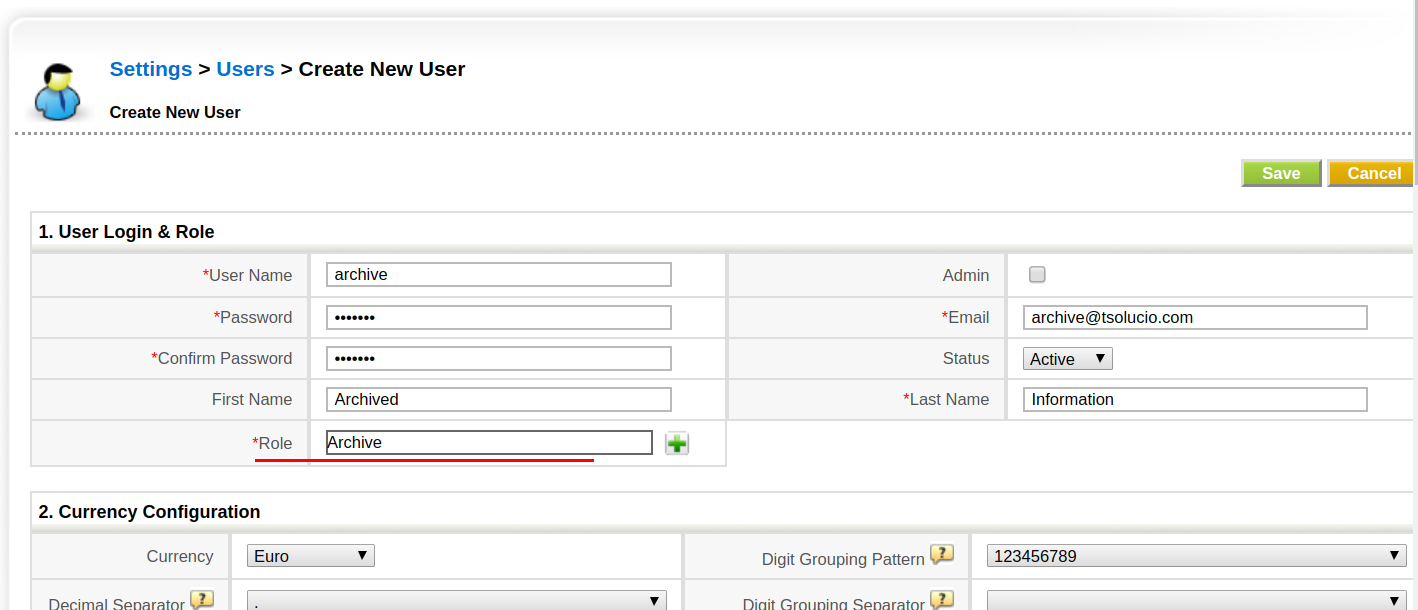 Settings > Users > Create New User
Create New User
Save Cancel
1. User Login & Role
*User Name archive Admin
*Password ••••••• *Email archive@tsolucio.com
*Confirm Password ••••••• Status Active
First Name Archived *Last Name Information
*Role Archive
2. Currency Configuration
Currency Euro Digit Grouping Pattern ? 123456789
Decimal Separator ? . Digit Grouping Separator ?